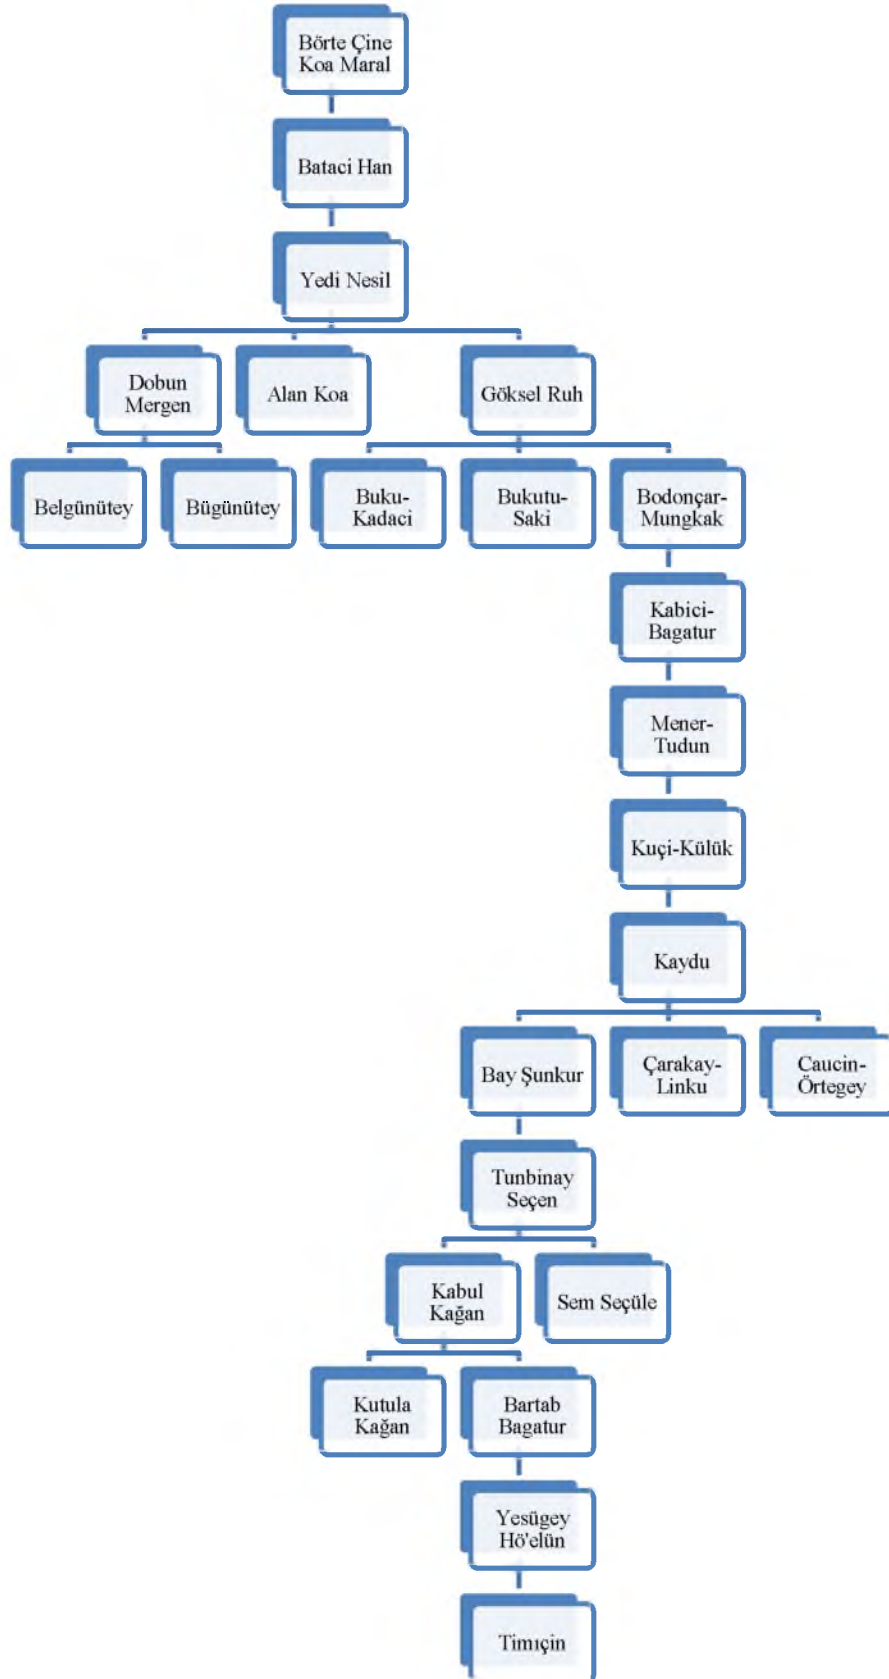 Börte Çine
Koa Maral
Bataci Han
Yedi Nesil
Dobun
Mergen
Alan Koa
Göksel Ruh
Belgünütey
Bügünütey
Buku-
Kadaci
Bukutu-
Saki
Bodonçar-
Mungkak
Kabici-
Bagatur
Mener-
Tudun
Kuçi-Külük
Kaydu
Bay Şunkur
Çarakay-
Linku
Caucin-
Örtegey
Tunbinay
Seçen
Kabul
Kağan
Sem Seçüle
Kutula
Kağan
Bartab
Bagatur
Yesügey
Hö'elün
Timıçin